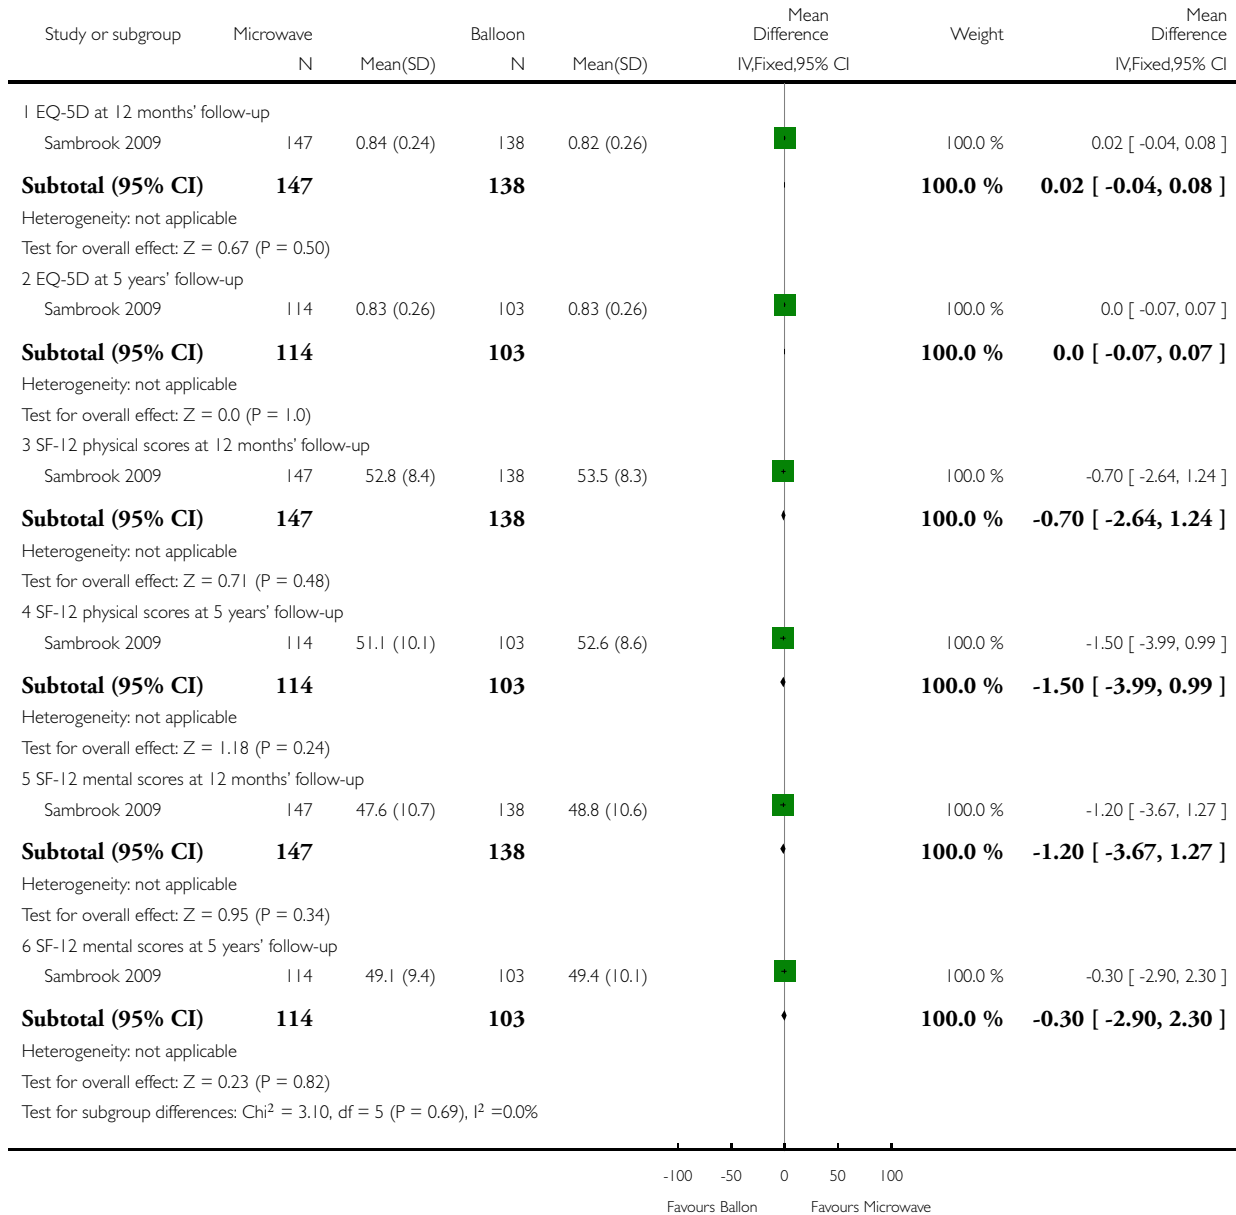 Mean Mean
Study or subgroup Microwave Balloon Difference Weight Difference
N Mean(SD) N Mean(SD) IV,Fixed,95% CI IV,Fixed,95% CI
1 EQ-5D at 12 months’ follow-up
Sambrook 2009 147 0.84 (0.24) 138 0.82 (0.26) 100.0 % 0.02 [ -0.04, 0.08 ]
Subtotal (95% CI) 147 138 100.0 % 0.02 [ -0.04, 0.08 ]
Heterogeneity: not applicable
Test for overall effect: Z = 0.67 (P = 0.50)
2 EQ-5D at 5 years’ follow-up
Sambrook 2009 114 0.83 (0.26) 103 0.83 (0.26) 100.0 % 0.0 [ -0.07, 0.07 ]
Subtotal (95% CI) 114 103 100.0 % 0.0 [ -0.07, 0.07 ]
Heterogeneity: not applicable
Test for overall effect: Z = 0.0 (P = 1.0)
3 SF-12 physical scores at 12 months’ follow-up
Sambrook 2009 147 52.8 (8.4) 138 53.5 (8.3) 100.0 % -0.70 [ -2.64, 1.24 ]
Subtotal (95% CI) 147 138 100.0 % -0.70 [ -2.64, 1.24 ]
Heterogeneity: not applicable
Test for overall effect: Z = 0.71 (P = 0.48)
4 SF-12 physical scores at 5 years’ follow-up
Sambrook 2009 114 51.1 (10.1) 103 52.6 (8.6) 100.0 % -1.50 [ -3.99, 0.99 ]
Subtotal (95% CI) 114 103 100.0 % -1.50 [ -3.99, 0.99 ]
Heterogeneity: not applicable
Test for overall effect: Z = 1.18 (P = 0.24)
5 SF-12 mental scores at 12 months’ follow-up
Sambrook 2009 147 47.6 (10.7) 138 48.8 (10.6) 100.0 % -1.20 [ -3.67, 1.27 ]
Subtotal (95% CI) 147 138 100.0 % -1.20 [ -3.67, 1.27 ]
Heterogeneity: not applicable
Test for overall effect: Z = 0.95 (P = 0.34)
6 SF-12 mental scores at 5 years’ follow-up
Sambrook 2009 114 49.1 (9.4) 103 49.4 (10.1) 100.0 % -0.30 [ -2.90, 2.30 ]
Subtotal (95% CI) 114 103 100.0 % -0.30 [ -2.90, 2.30 ]
Heterogeneity: not applicable
Test for overall effect: Z = 0.23 (P = 0.82)
Test for subgroup differences: Chi² = 3.10, df = 5 (P = 0.69), I² =0.0%
-100 -50 0 50 100
Favours Ballon Favours Microwave